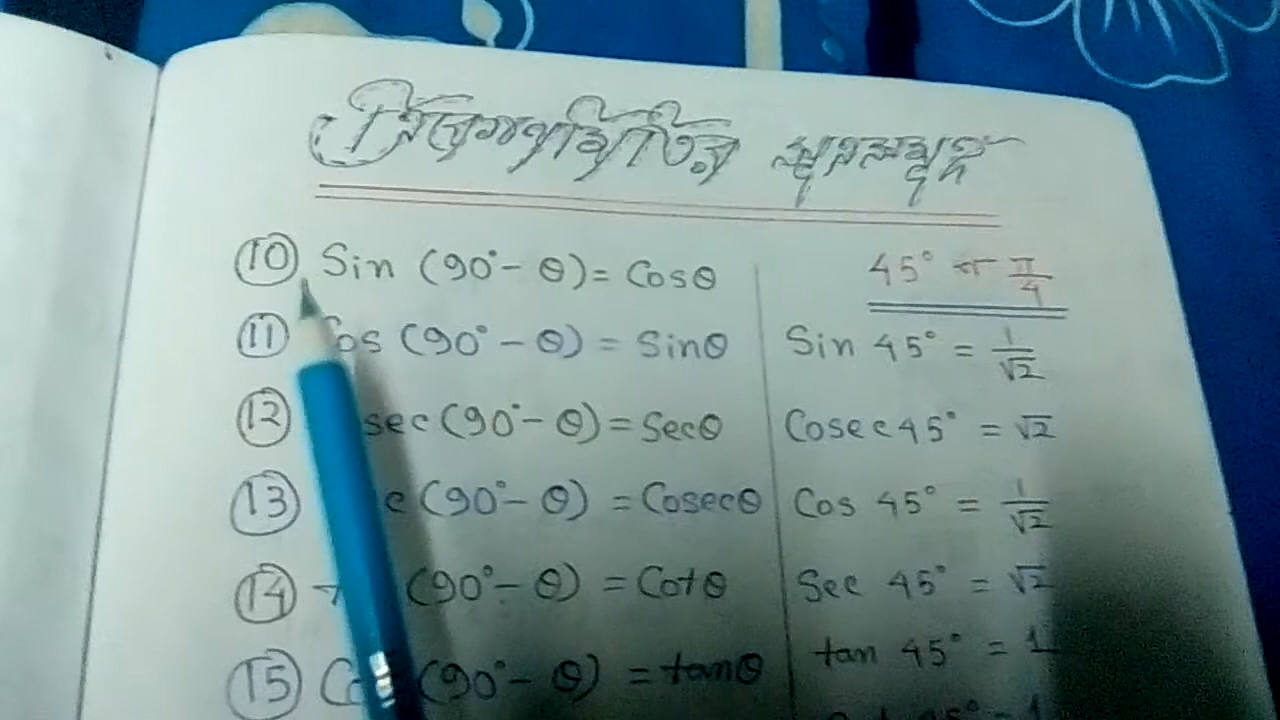 10 Sin (90° - θ) = Cosθ
11 Cos (90° - θ) = Sinθ
12 sec (90° - θ) = Secθ
13 (90° - θ) = Cosecθ
14 (90° - θ) = Cotθ
15 (90° - θ) = tanθ
45° π/4
Sin 45° = 1/√2
Cosec 45° = √2
Cos 45° = 1/√2
Sec 45° = √2
tan 45° = 1